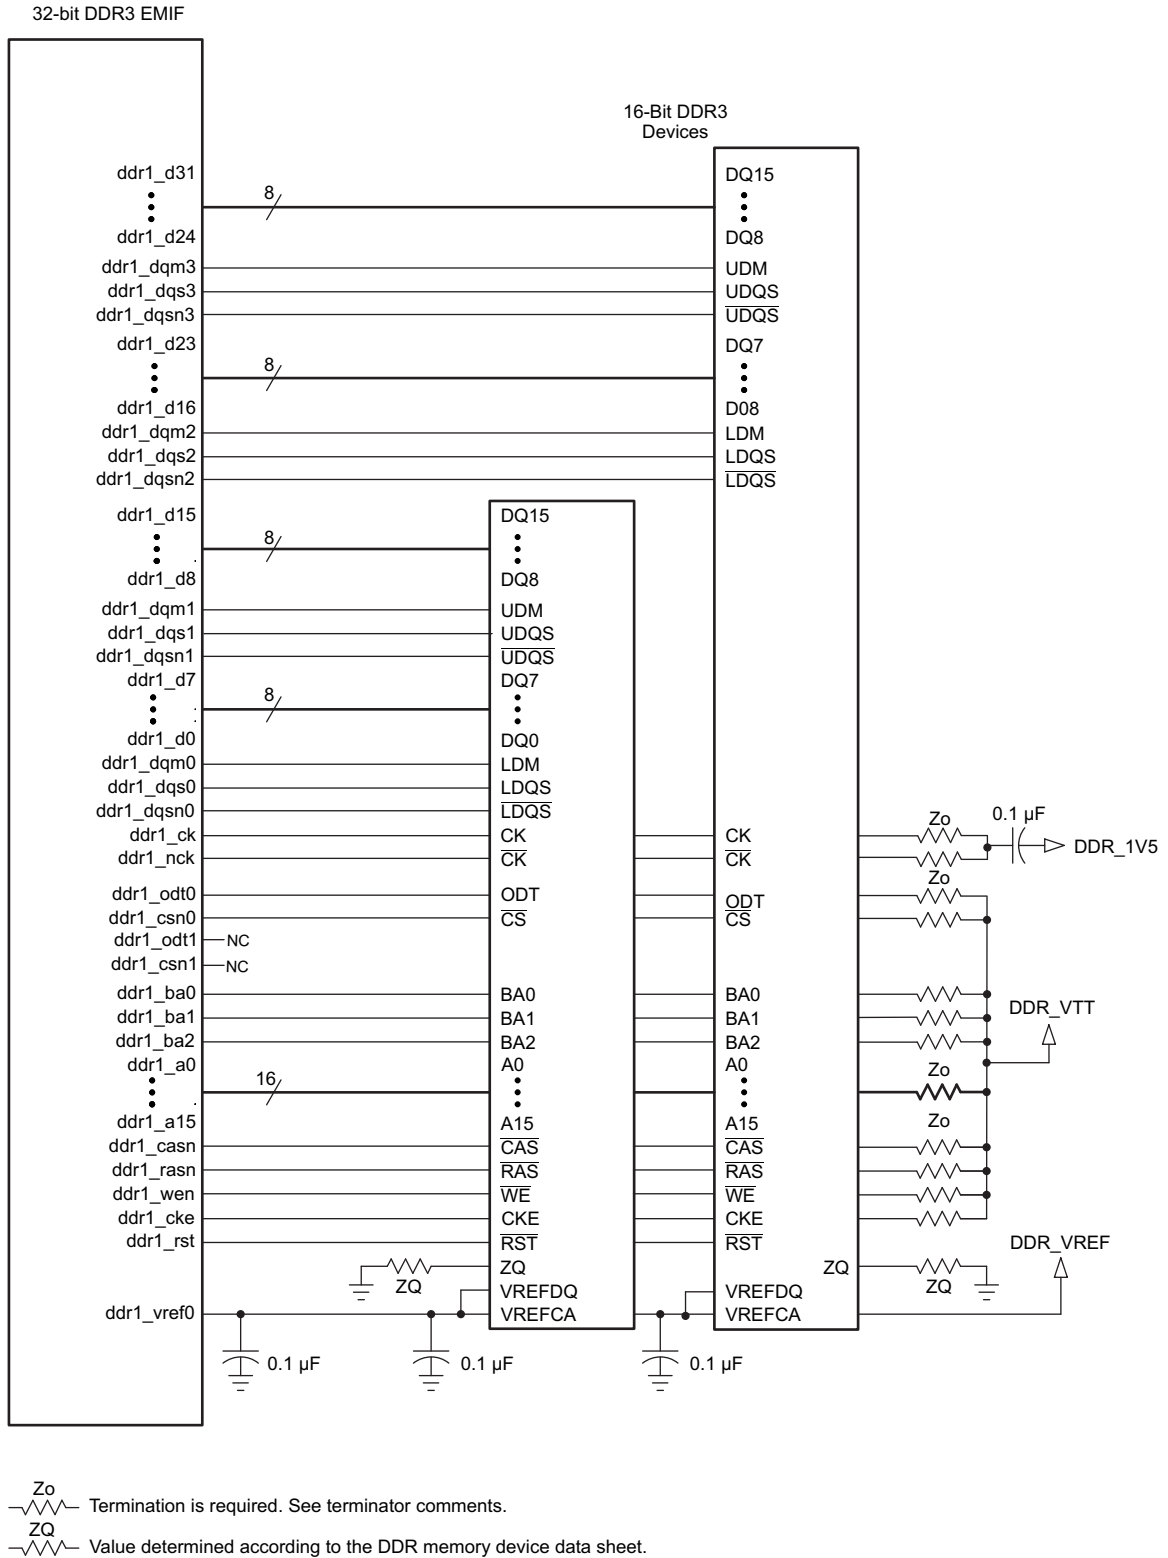 32-bit DDR3 EMIF
16-Bit DDR3
Devices
ddr1_d31
8
DQ15
ddr1_d24
DQ8
ddr1_dqm3
UDM
ddr1_dqs3
UDQS
ddr1_dqsn3
UDQS
ddr1_d23
8
DQ7
ddr1_d16
D08
ddr1_dqm2
LDM
ddr1_dqs2
LDQS
ddr1_dqsn2
LDQS
ddr1_d15
8
DQ15
ddr1_d8
DQ8
ddr1_dqm1
UDM
ddr1_dqs1
UDQS
ddr1_dqsn1
UDQS
ddr1_d7
8
DQ7
ddr1_d0
DQ0
ddr1_dqm0
LDM
ddr1_dqs0
LDQS
ddr1_dqsn0
LDQS
Zo
0.1 µF
ddr1_ck
CK
CK
DDR_1V5
ddr1_nck
CK
CK
Zo
ddr1_odt0
ODT
ODT
ddr1_csn0
CS
CS
ddr1_odt1
NC
ddr1_csn1
NC
ddr1_ba0
BA0
BA0
DDR_VTT
ddr1_ba1
BA1
BA1
ddr1_ba2
BA2
BA2
ddr1_a0
A0
A0
Zo
16
ddr1_a15
A15
A15
Zo
ddr1_casn
CAS
CAS
ddr1_rasn
RAS
RAS
ddr1_wen
WE
WE
ddr1_cke
CKE
CKE
ddr1_rst
RST
RST
DDR_VREF
ZQ
ZQ
ZQ
ZQ
VREFDQ
VREFDQ
ddr1_vref0
VREFCA
VREFCA
0.1 µF
0.1 µF
0.1 µF
Zo
Termination is required. See terminator comments.
ZQ
Value determined according to the DDR memory device data sheet.